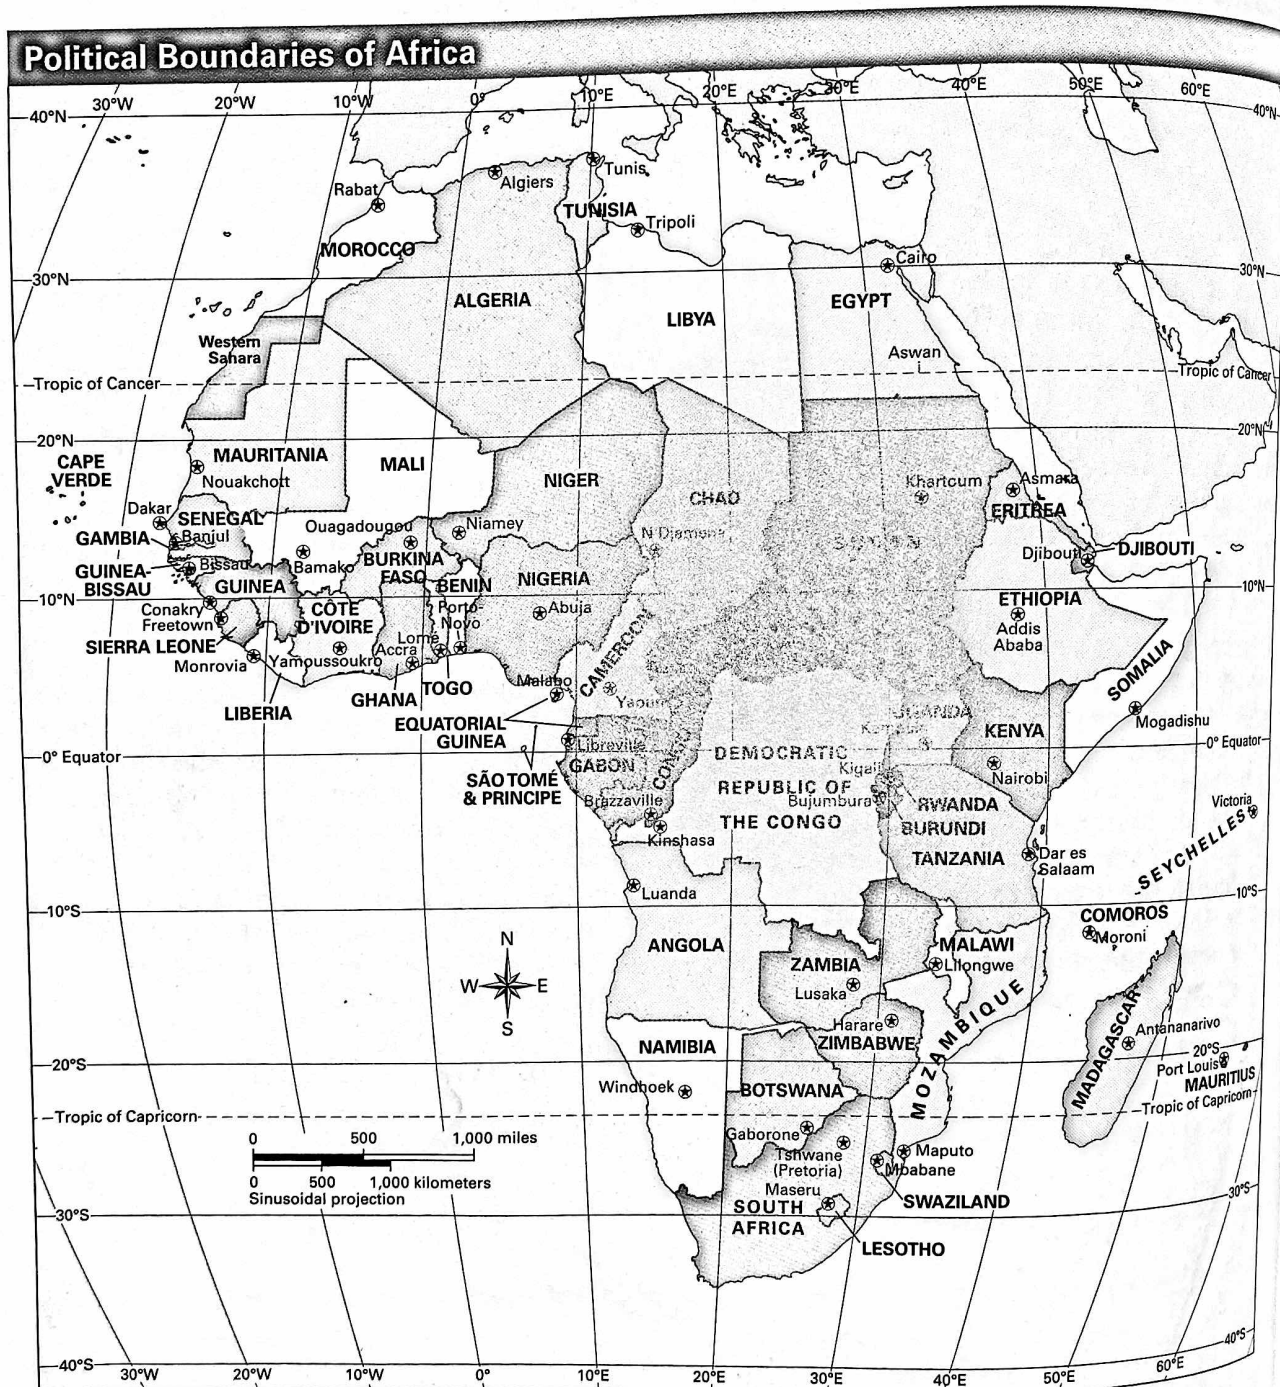 Political Boundaries of Africa
30°W
20°W
10°W
0°
10°E
20°E
30°E
40°E
50°E
60°E
40°N
40°N
Tunis
Algiers
Rabat
TUNISIA
Tripoli
MOROCCO
Cairo
30°N
30°N
ALGERIA
LIBYA
EGYPT
Western
Sahara
Aswan
Tropic of Cancer
Tropic of Cancer
20°N
20°N
CAPE
VERDE
MAURITANIA
Nouakchott
MALI
NIGER
CHAD
Khartoum
Asmara
ERITREA
Dakar
SENEGAL
GAMBIA
Banjul
Ouagadougou
Niamey
N'Djamena
SUDAN
Djibouti
DJIBOUTI
GUINEA-
BISSAU
Bissau
Bamako
BURKINA
FASO
BENIN
NIGERIA
GUINEA
10°N
10°N
Conakry
Freetown
CÔTE
D'IVOIRE
Porto-
Novo
Abuja
ETHIOPIA
Addis
Ababa
SIERRA LEONE
Monrovia
Yamoussoukro
Lomé
Accra
CAMEROON
SOMALIA
LIBERIA
GHANA
TOGO
Malabo
Yaoundé
EQUATORIAL
GUINEA
UGANDA
Kampala
KENYA
Mogadishu
0° Equator
0° Equator
Libreville
GABON
CONGO
DEMOCRATIC
REPUBLIC OF
THE CONGO
Kigali
Nairobi
SÃO TOMÉ
& PRINCIPE
Brazzaville
Kinshasa
Bujumbura
RWANDA
BURUNDI
TANZANIA
Dar es
Salaam
Victoria
SEYCHELLES
Luanda
10°S
10°S
ANGOLA
ZAMBIA
Lusaka
MALAWI
Lilongwe
COMOROS
Moroni
N
W
E
S
Harare
ZIMBABWE
MOZAMBIQUE
MADAGASCAR
Antananarivo
NAMIBIA
20°S
20°S
Port Louis
MAURITIUS
Windhoek
BOTSWANA
Tropic of Capricorn
Tropic of Capricorn
Gaborone
Tshwane
(Pretoria)
Maputo
Mbabane
0 500 1,000 miles
0 500 1,000 kilometers
Sinusoidal projection
Maseru
SWAZILAND
SOUTH
AFRICA
LESOTHO
30°S
30°S
40°S
40°S
30°W
20°W
10°W
0°
10°E
20°E
30°E
40°E
50°E
60°E